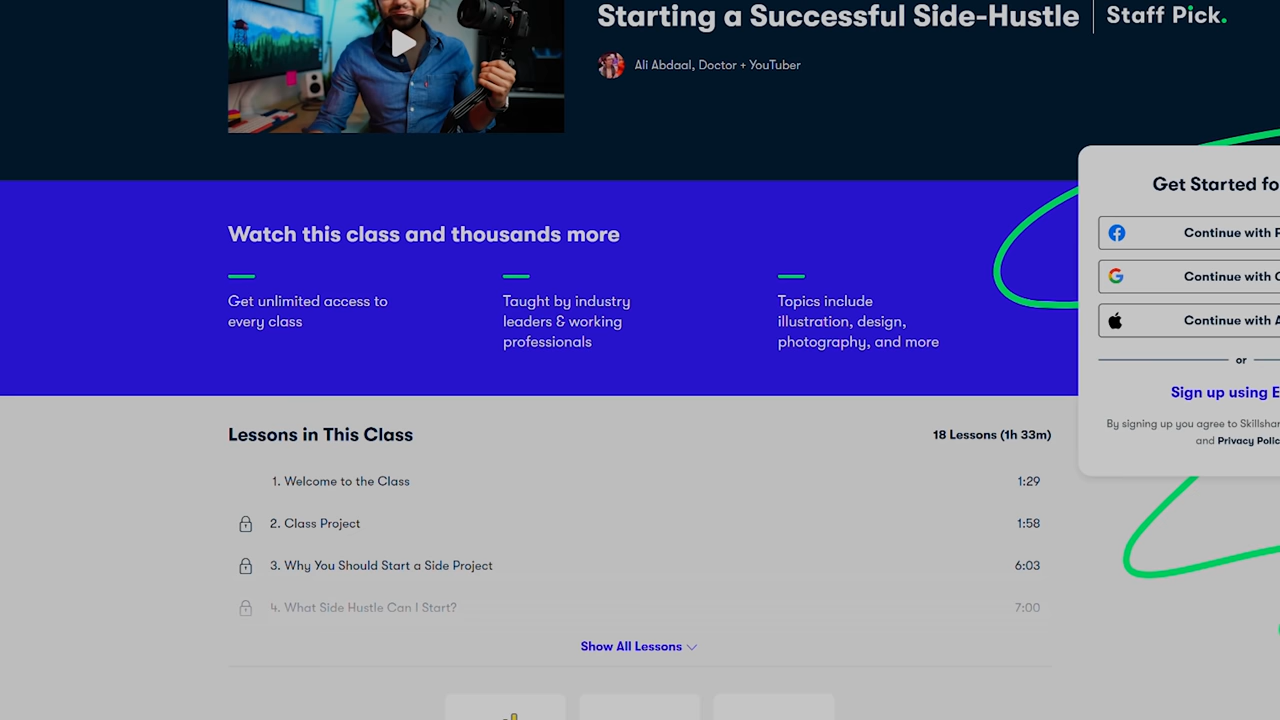 Starting a Successful Side-Hustle
Staff Pick.
Ali Abdaal, Doctor + YouTuber
Watch this class and thousands more
Get unlimited access to
every class
Taught by industry
leaders & working
professionals
Topics include
illustration, design,
photography, and more
Get Started fo
Continue with F
Continue with G
Continue with A
or
Sign up using E
By signing up you agree to Skillshar
and Privacy Polic
Lessons in This Class
18 Lessons (1h 33m)
1. Welcome to the Class 1:29
2. Class Project 1:58
3. Why You Should Start a Side Project 6:03
4. What Side Hustle Can I Start? 7:00
Show All Lessons